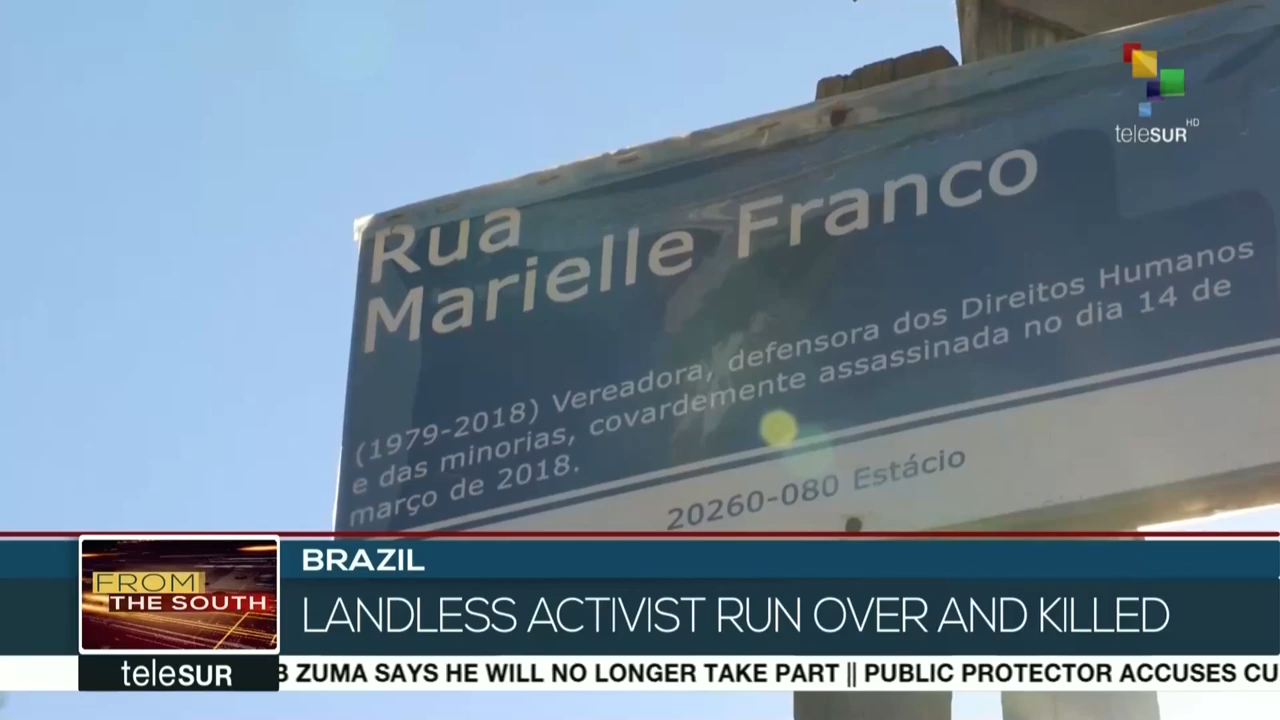 teleSUR HD
Rua
Marielle Franco
(1979-2018) Vereadora, defensora dos Direitos Humanos
e das minorias, covardemente assassinada no dia 14 de
março de 2018.
20260-080 Estácio
BRAZIL
FROM
THE SOUTH
LANDLESS ACTIVIST RUN OVER AND KILLED
teleSUR
B ZUMA SAYS HE WILL NO LONGER TAKE PART || PUBLIC PROTECTOR ACCUSES CU